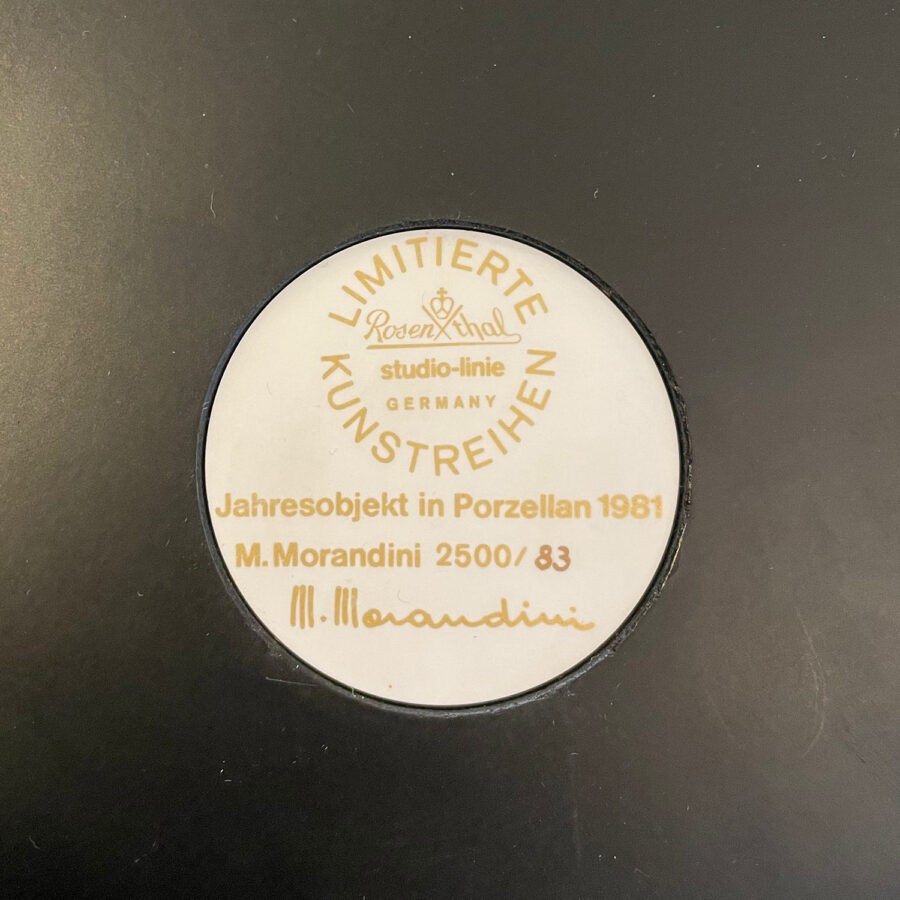 LIMITIERTE
Rosenthal
studio-linie
GERMANY
KUNSTREIHEN
Jahresobjekt in Porzellan 1981
M. Morandini 2500/ 83
M. Morandini